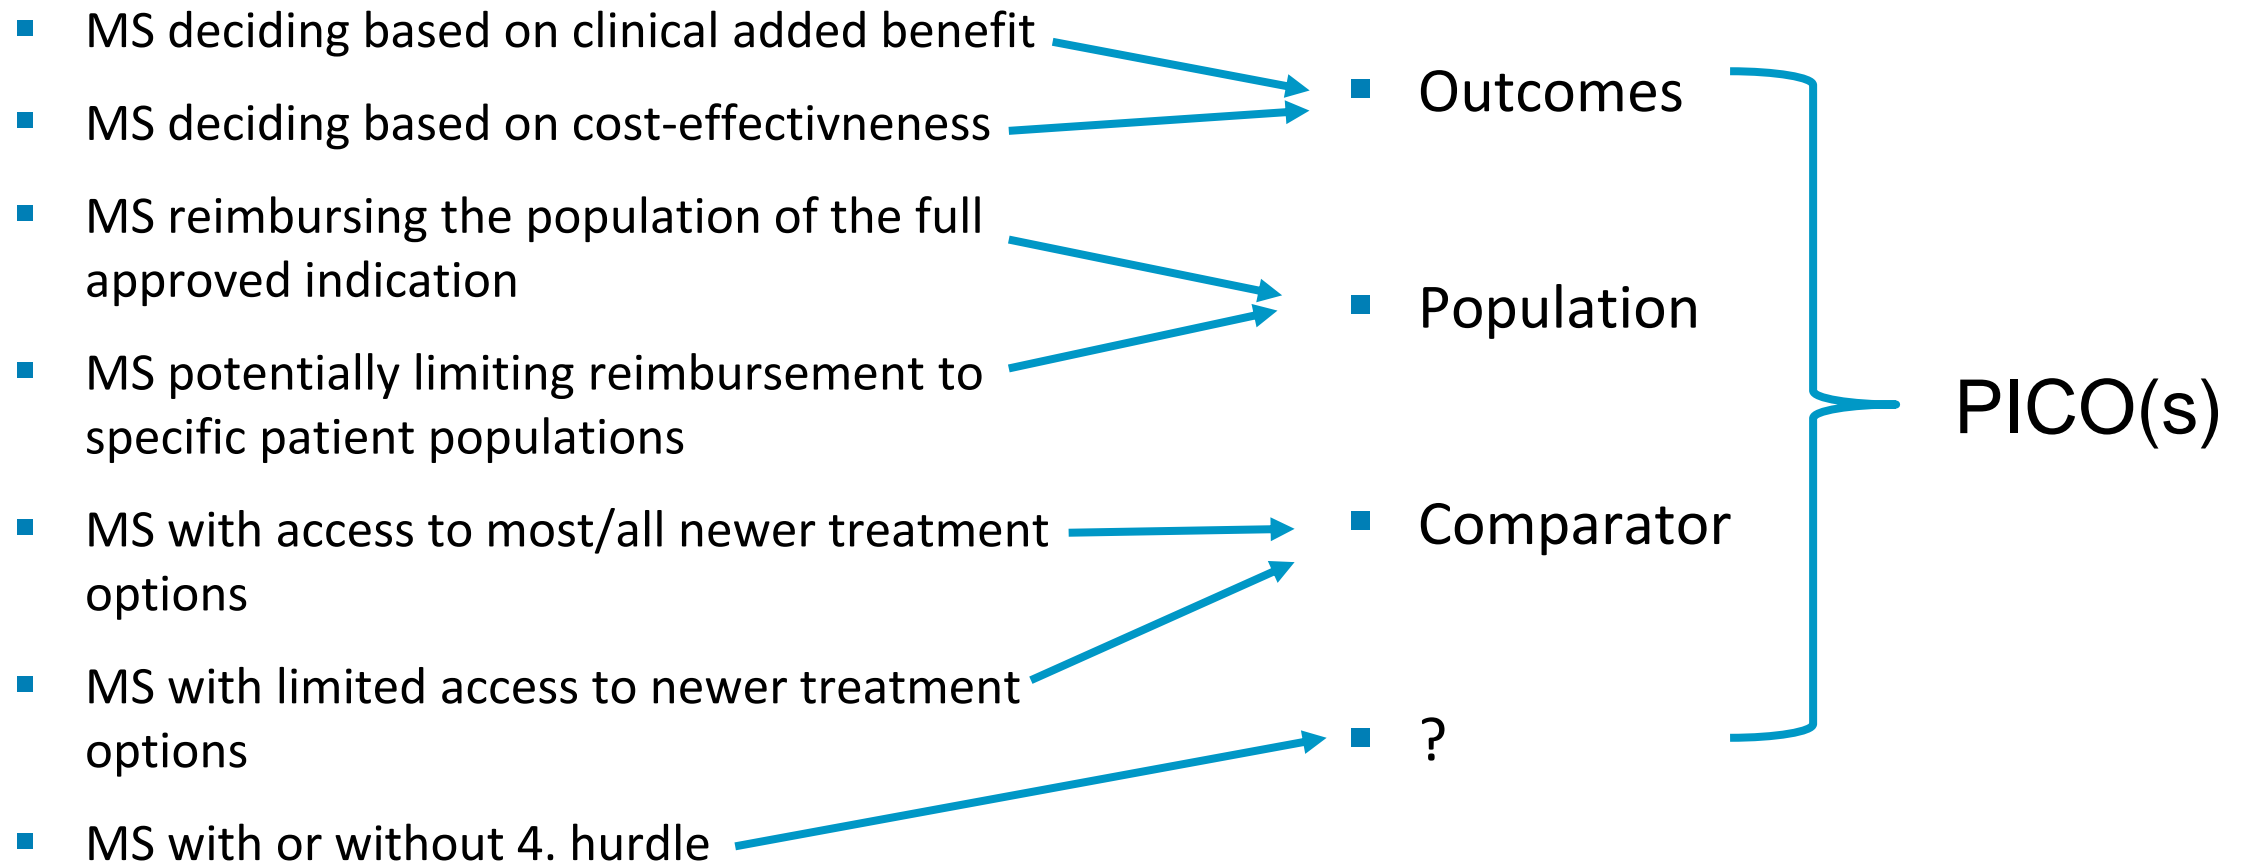 MS deciding based on clinical added benefit
MS deciding based on cost-effectivneness
MS reimbursing the population of the full
approved indication
MS potentially limiting reimbursement to
specific patient populations
MS with access to most/all newer treatment
options
MS with limited access to newer treatment
options
MS with or without 4. hurdle
Outcomes
Population
Comparator
?
PICO(s)